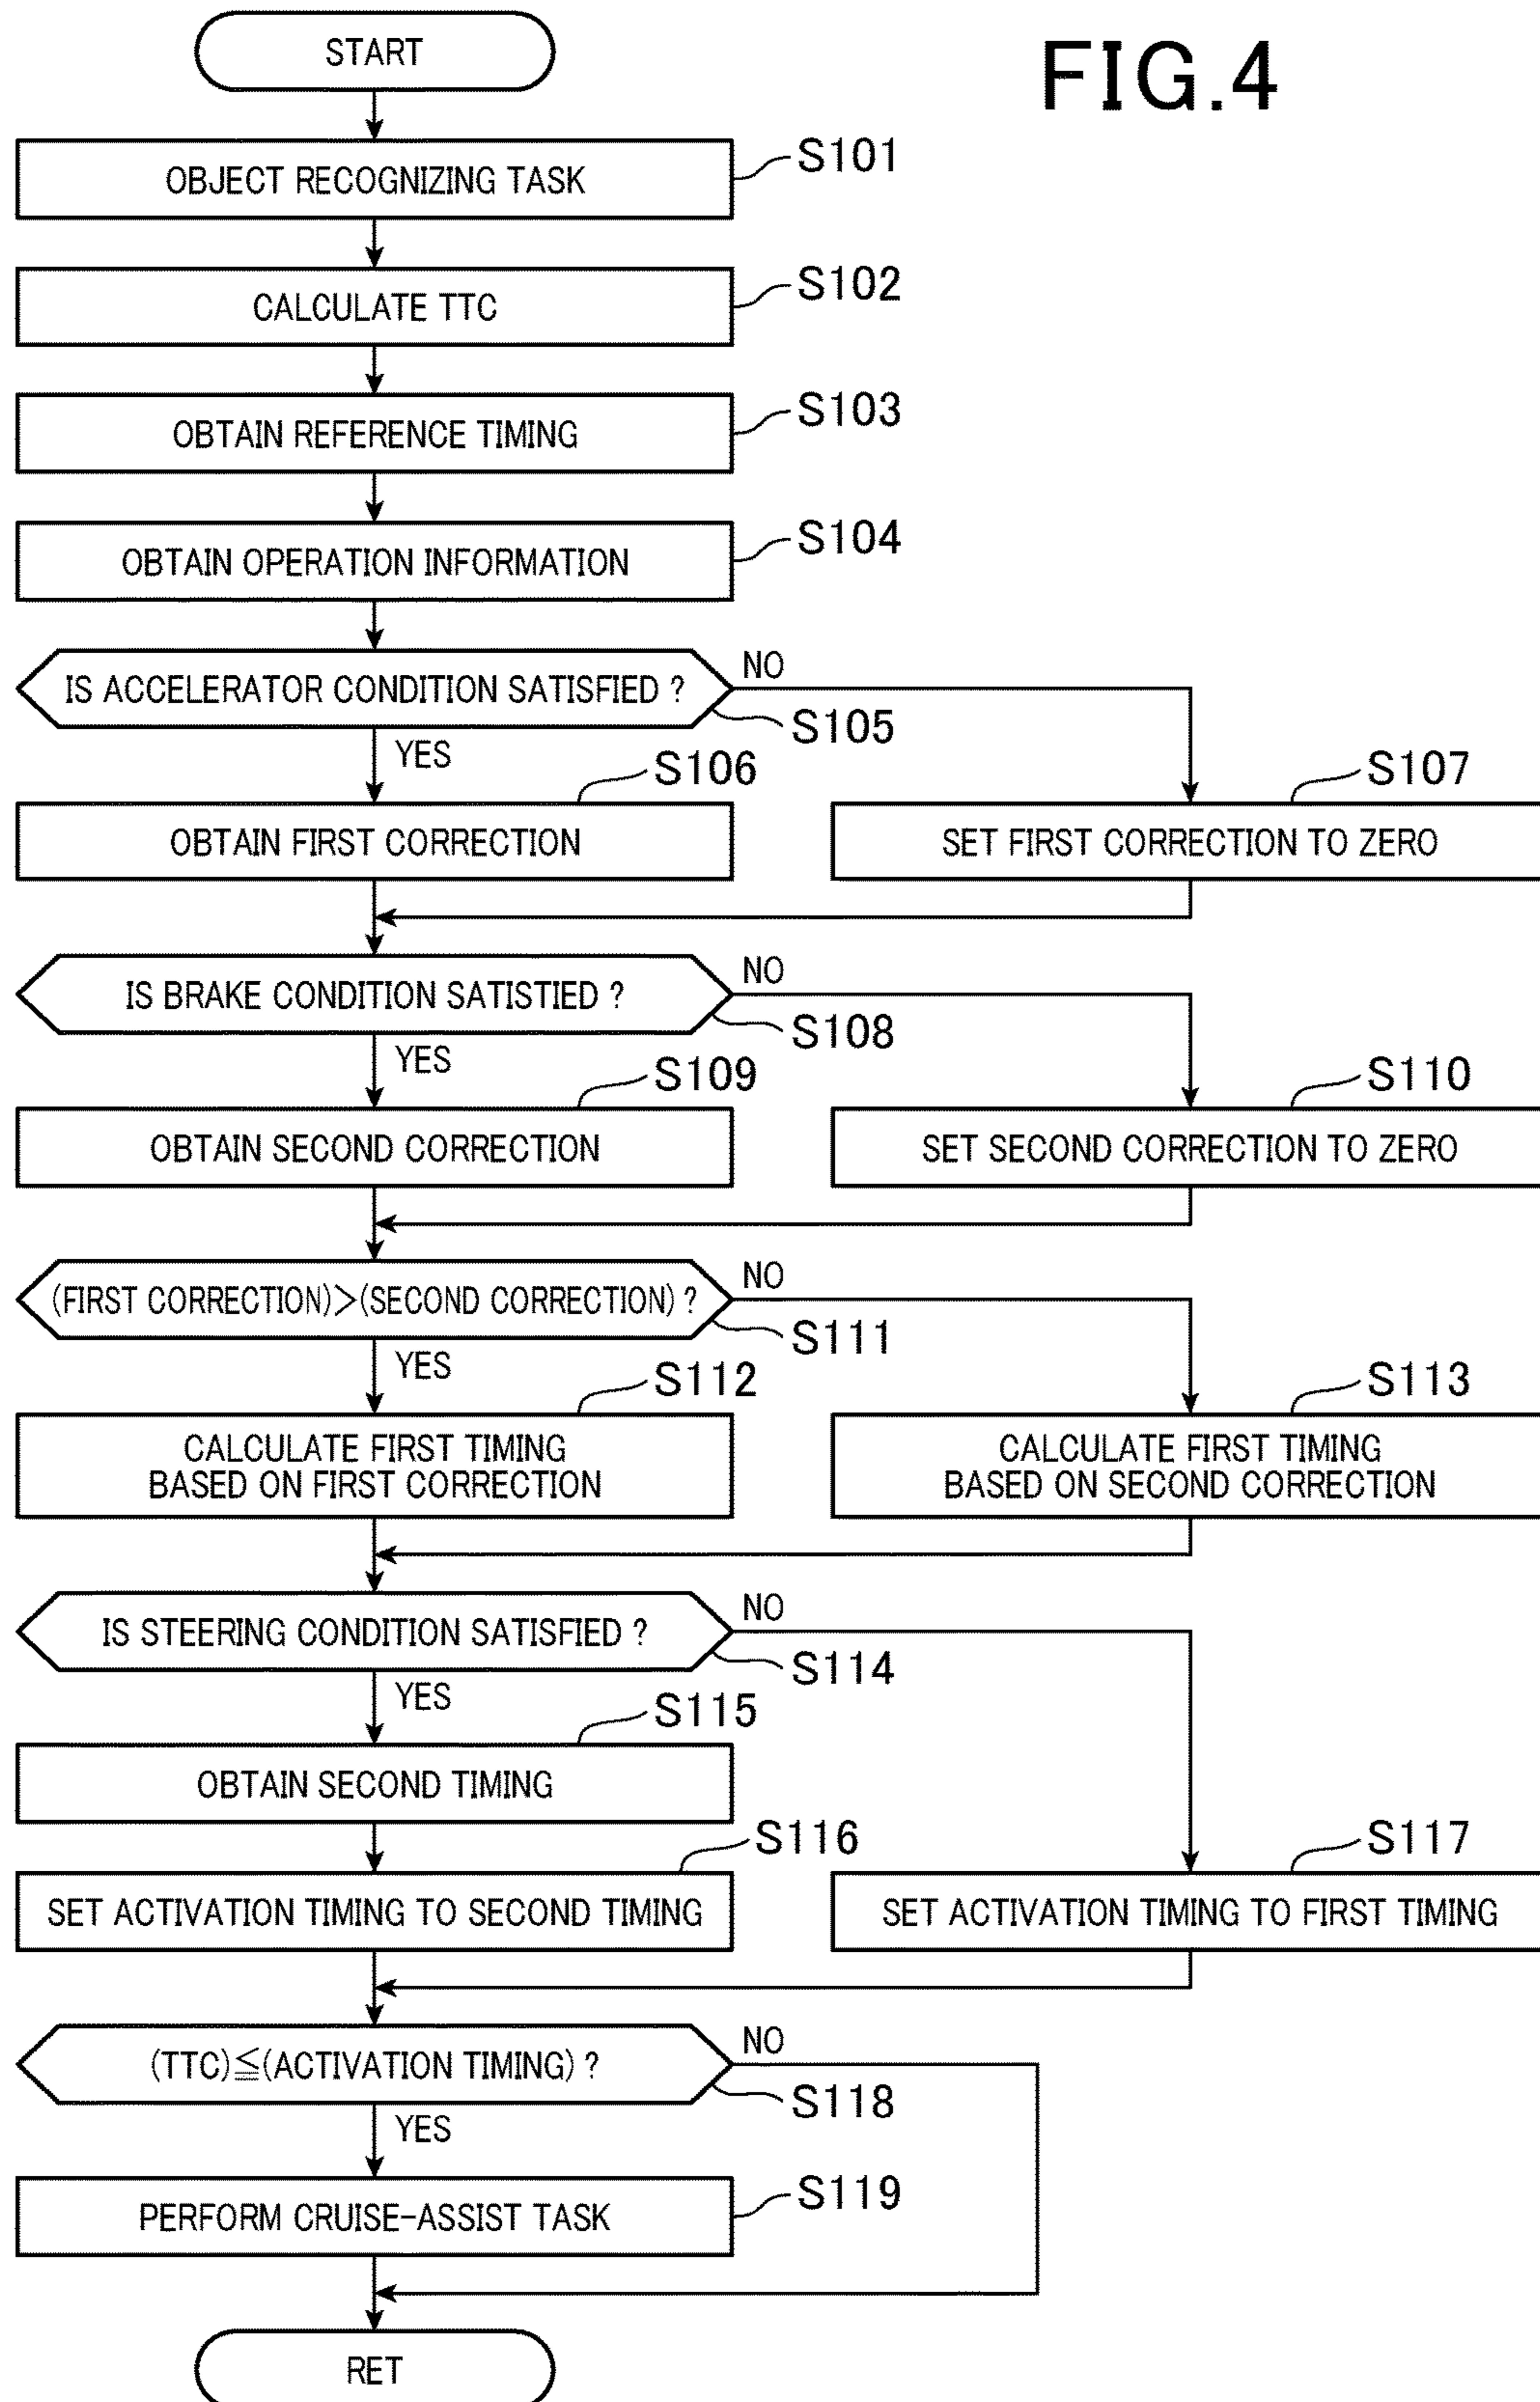 FIG.4
START
OBJECT RECOGNIZING TASK
S101
CALCULATE TTC
S102
OBTAIN REFERENCE TIMING
S103
OBTAIN OPERATION INFORMATION
S104
IS ACCELERATOR CONDITION SATISFIED ?
NO
S105
YES
S106
OBTAIN FIRST CORRECTION
S107
SET FIRST CORRECTION TO ZERO
IS BRAKE CONDITION SATISTIED ?
NO
S108
YES
S109
OBTAIN SECOND CORRECTION
S110
SET SECOND CORRECTION TO ZERO
(FIRST CORRECTION)>(SECOND CORRECTION) ?
NO
S111
YES
S112
CALCULATE FIRST TIMING
BASED ON FIRST CORRECTION
S113
CALCULATE FIRST TIMING
BASED ON SECOND CORRECTION
IS STEERING CONDITION SATISFIED ?
NO
S114
YES
S115
OBTAIN SECOND TIMING
S116
SET ACTIVATION TIMING TO SECOND TIMING
S117
SET ACTIVATION TIMING TO FIRST TIMING
(TTC)≦(ACTIVATION TIMING) ?
NO
S118
YES
PERFORM CRUISE-ASSIST TASK
S119
RET